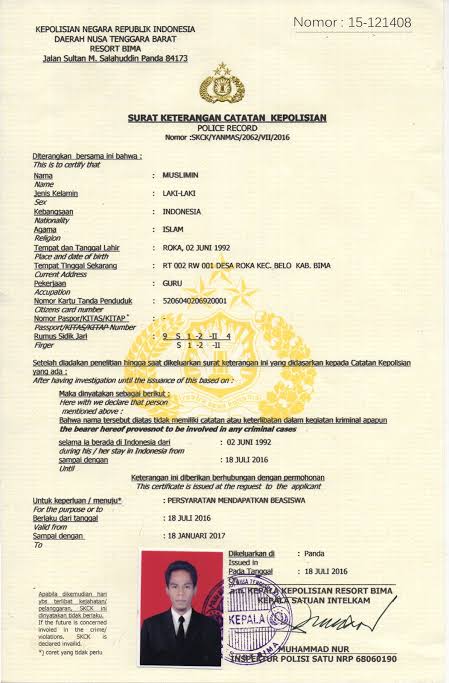 Nomor : 15-121408
KEPOLISIAN NEGARA REPUBLIK INDONESIA
DAERAH NUSA TENGGARA BARAT
RESORT BIMA
Jalan Sultan M. Salahuddin Panda 84173
SURAT KETERANGAN CATATAN KEPOLISIAN
POLICE RECORD
Nomor :SKCK/YANMAS/2062/VII/2016
Diterangkan bersama ini bahwa :
This is to certify that
Nama : MUSLIMIN
Name
Jenis Kelamin : LAKI-LAKI
Sex
Kebangsaan : INDONESIA
Nationality
Agama : ISLAM
Religion
Tempat dan Tanggal Lahir : ROKA, 02 JUNI 1992
Place and date of birth
Tempat Tinggal Sekarang : RT 002 RW 001 DESA ROKA KEC. BELO KAB. BIMA
Current Address
Pekerjaan : GURU
Accupation
Nomor Kartu Tanda Penduduk : 5206040206920001
Citizens card number
Nomor Paspor/KITAS/KITAP* : -
Passport/KITAS/KITAP Number
Rumus Sidik Jari : 9 S 1 -2 -II 4
Firger S 1 -2 -II
Setelah diadakan penelitian hingga saat dikeluarkan surat keterangan ini yang didasarkan kepada Catatan Kepolisian
yang ada :
After having investigation until the issuance of this based on :
Maka dinyatakan sebagai berikut :
Here with we declare that person
mentioned above :
Bahwa nama tersebut diatas tidak memiliki catatan atau keterlibatan dalam kegiatan kriminal apapun
the bearer hereof provesnot to be involved in any criminal cases
selama ia berada di Indonesia dari : 02 JUNI 1992
during his / her stay in Indonesia from
sampai dengan : 18 JULI 2016
Until
Keterangan ini diberikan berhubungan dengan permohonan
This certificate is issued at the reguest to the applicant
Untuk keperluan / menuju* : PERSYARATAN MENDAPATKAN BEASISWA
For the purpose or to
Berlaku dari tanggal : 18 JULI 2016
Valid from
Sampai dengan : 18 JANUARI 2017
To
Dikeluarkan di : Panda
Issued in
Pada Tanggal : 18 JULI 2016
On
a.n. KEPALA KEPOLISIAN RESORT BIMA
KEPALA SATUAN INTELKAM
KEPALA
BIMA
Apabila dikemudian hari
ybs terlibat kejahatan/
pelanggaran, SKCK ini
dinyatakan tidak berlaku.
If the future is concerned
involed in the crime/
violations. SKCK is
declared invalid.
*) coret yang tidak perlu
MUHAMMAD NUR
INSPEKTUR POLISI SATU NRP 68060190